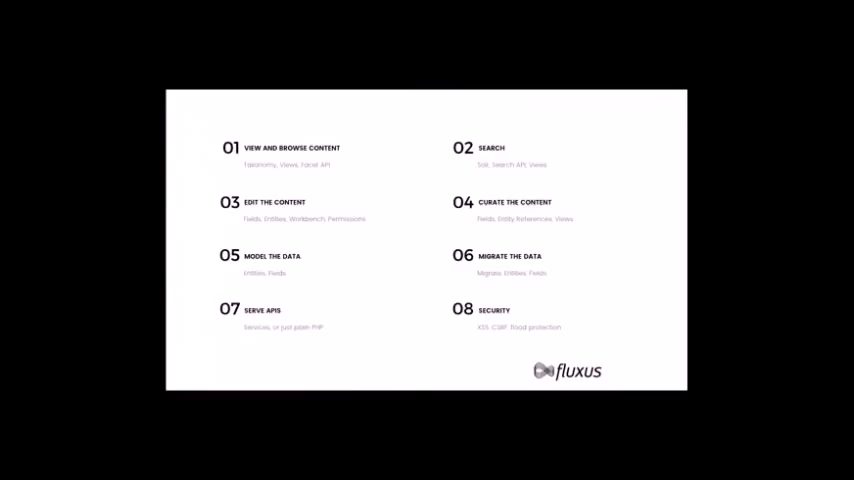 01 VIEW AND BROWSE CONTENT
Taxonomy, Views, Facet API
02 SEARCH
Solr, Search API, Views
03 EDIT THE CONTENT
Fields, Entities, Workbench, Permissions
04 CURATE THE CONTENT
Fields, Entity References, Views
05 MODEL THE DATA
Entities, Fields
06 MIGRATE THE DATA
Migrate, Entities, Fields
07 SERVE APIS
Services, or just plain PHP
08 SECURITY
XSS, CSRF, flood protection
fluxus